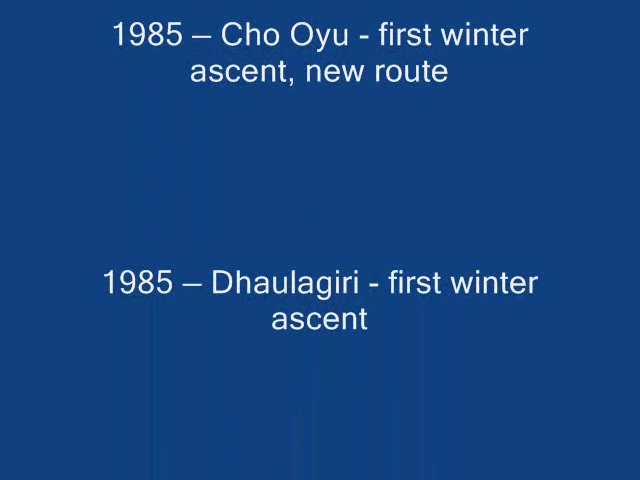 1985 – Cho Oyu - first winter
ascent, new route
1985 – Dhaulagiri - first winter
ascent